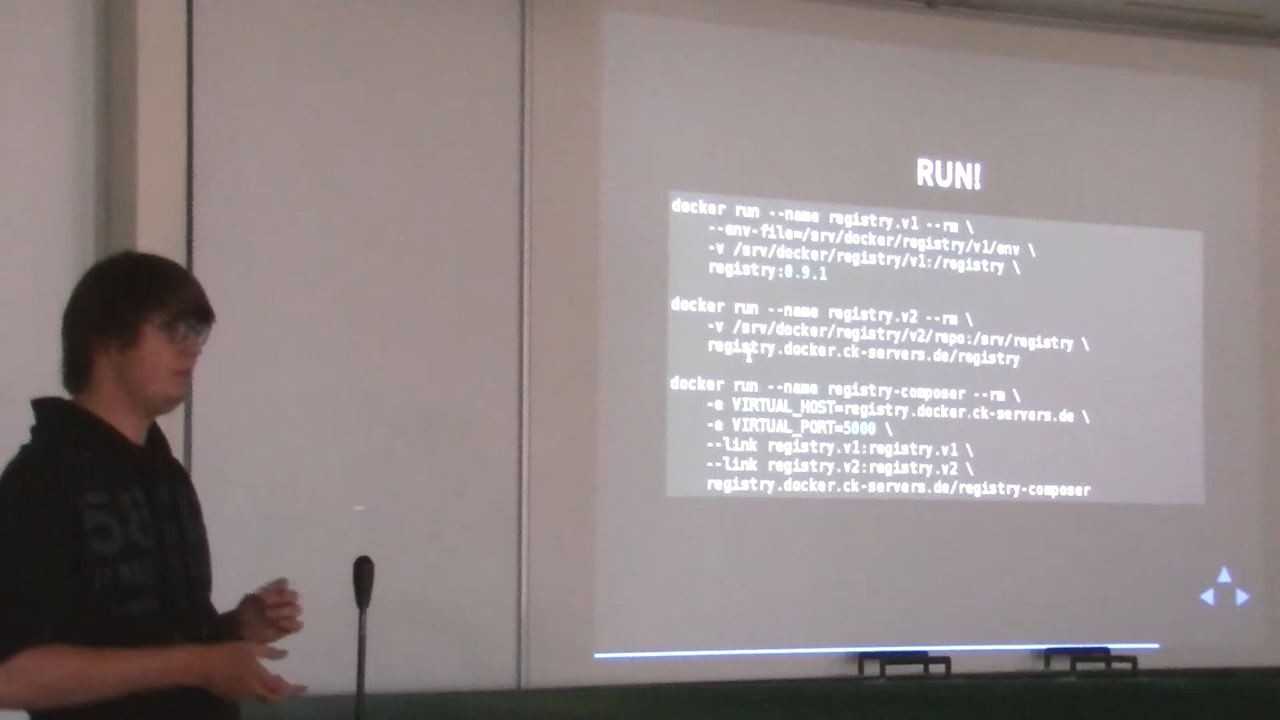 RUN!
docker run --name registry.v1 --rm \
--env-file=/srv/docker/registry/v1/env \
-v /srv/docker/registry/v1:/registry \
registry:0.9.1
docker run --name registry.v2 --rm \
-v /srv/docker/registry/v2/repo:/srv/registry \
registry.docker.ck-servers.de/registry
docker run --name registry-composer --rm \
-e VIRTUAL_HOST=registry.docker.ck-servers.de \
-e VIRTUAL_PORT=5000 \
--link registry.v1:registry.v1 \
--link registry.v2:registry.v2 \
registry.docker.ck-servers.de/registry-composer